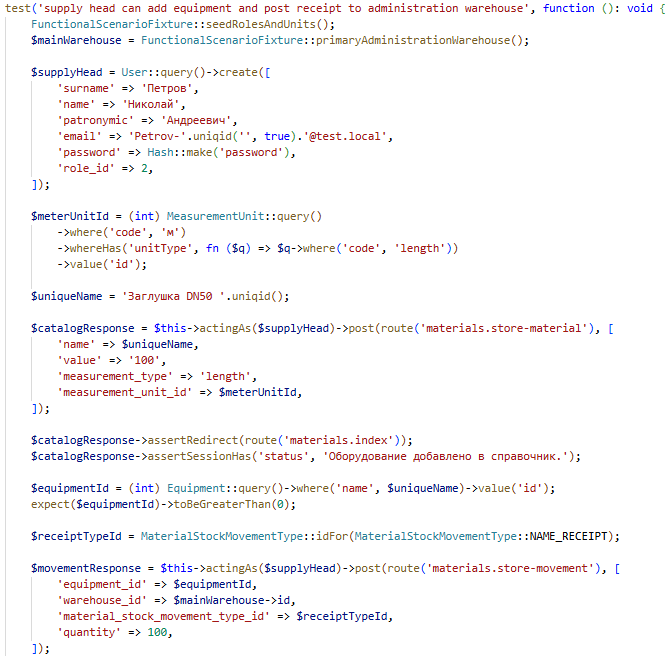 test('supply head can add equipment and post receipt to administration warehouse', function (): void {
    FunctionalScenarioFixture::seedRolesAndUnits();
    $mainWarehouse = FunctionalScenarioFixture::primaryAdministrationWarehouse();

    $supplyHead = User::query()->create([
        'surname' => 'Петров',
        'name' => 'Николай',
        'patronymic' => 'Андреевич',
        'email' => 'Petrov-'.uniqid('', true).'@test.local',
        'password' => Hash::make('password'),
        'role_id' => 2,
    ]);

    $meterUnitId = (int) MeasurementUnit::query()
        ->where('code', 'м')
        ->whereHas('unitType', fn ($q) => $q->where('code', 'length'))
        ->value('id');

    $uniqueName = 'Заглушка DN50 '.uniqid();

    $catalogResponse = $this->actingAs($supplyHead)->post(route('materials.store-material'), [
        'name' => $uniqueName,
        'value' => '100',
        'measurement_type' => 'length',
        'measurement_unit_id' => $meterUnitId,
    ]);

    $catalogResponse->assertRedirect(route('materials.index'));
    $catalogResponse->assertSessionHas('status', 'Оборудование добавлено в справочник.');

    $equipmentId = (int) Equipment::query()->where('name', $uniqueName)->value('id');
    expect($equipmentId)->toBeGreaterThan(0);

    $receiptTypeId = MaterialStockMovementType::idFor(MaterialStockMovementType::NAME_RECEIPT);

    $movementResponse = $this->actingAs($supplyHead)->post(route('materials.store-movement'), [
        'equipment_id' => $equipmentId,
        'warehouse_id' => $mainWarehouse->id,
        'material_stock_movement_type_id' => $receiptTypeId,
        'quantity' => 100,
    ]);